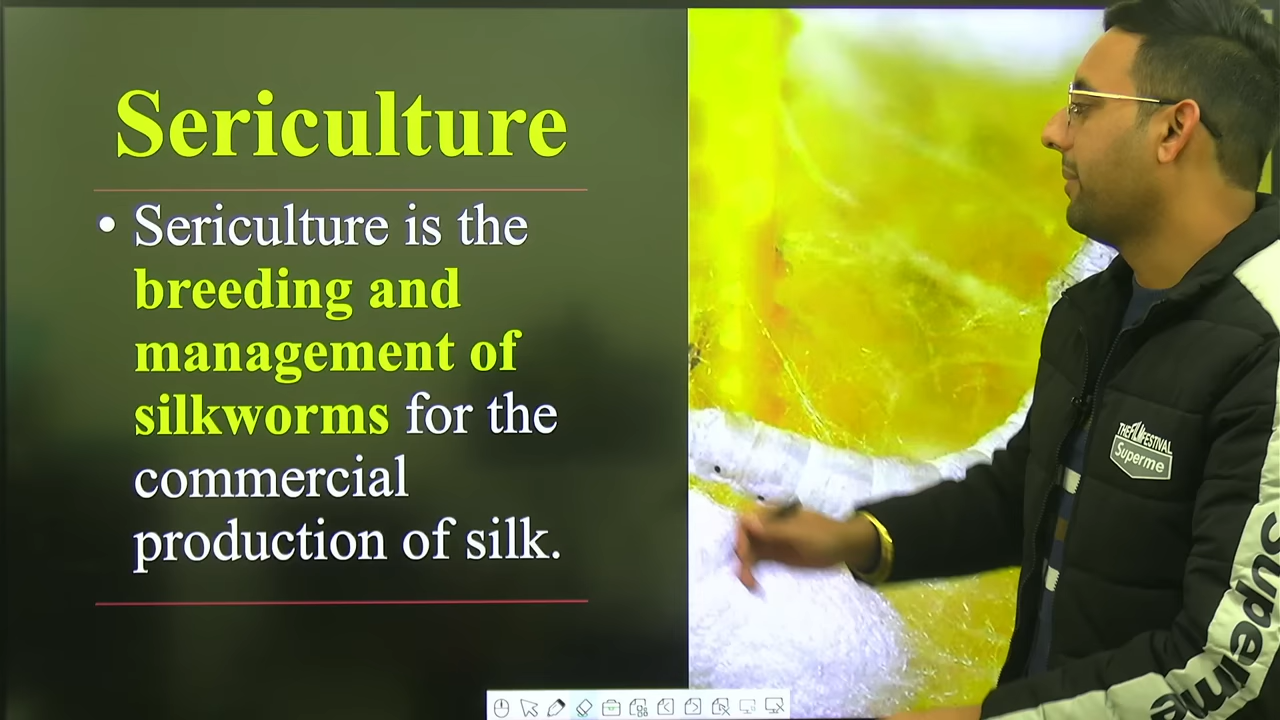 Sericulture
• Sericulture is the
breeding and
management of
silkworms for the
commercial
production of silk.
THE FILM FESTIVAL
Superme
Superme